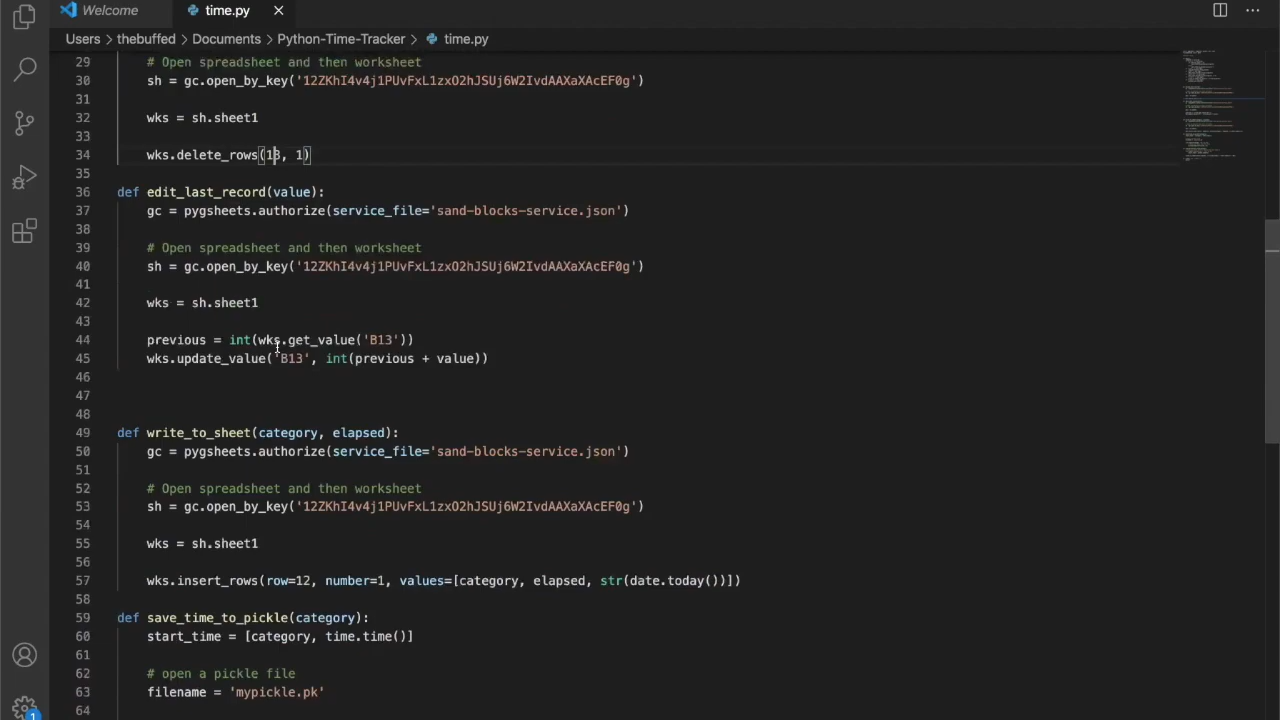 Welcome
time.py
Users > thebuffed > Documents > Python-Time-Tracker > time.py
29 # Open spreadsheet and then worksheet
30 sh = gc.open_by_key('12ZKhI4v4j1PUvFxL1zxO2hJSUj6W2IvdAAXaXAcEF0g')
31
32 wks = sh.sheet1
33
34 wks.delete_rows(13, 1)
35
36 def edit_last_record(value):
37 gc = pygsheets.authorize(service_file='sand-blocks-service.json')
38
39 # Open spreadsheet and then worksheet
40 sh = gc.open_by_key('12ZKhI4v4j1PUvFxL1zxO2hJSUj6W2IvdAAXaXAcEF0g')
41
42 wks = sh.sheet1
43
44 previous = int(wks.get_value('B13'))
45 wks.update_value('B13', int(previous + value))
46
47
48
49 def write_to_sheet(category, elapsed):
50 gc = pygsheets.authorize(service_file='sand-blocks-service.json')
51
52 # Open spreadsheet and then worksheet
53 sh = gc.open_by_key('12ZKhI4v4j1PUvFxL1zxO2hJSUj6W2IvdAAXaXAcEF0g')
54
55 wks = sh.sheet1
56
57 wks.insert_rows(row=12, number=1, values=[category, elapsed, str(date.today())])
58
59 def save_time_to_pickle(category):
60 start_time = [category, time.time()]
61
62 # open a pickle file
63 filename = 'mypickle.pk'
64
1